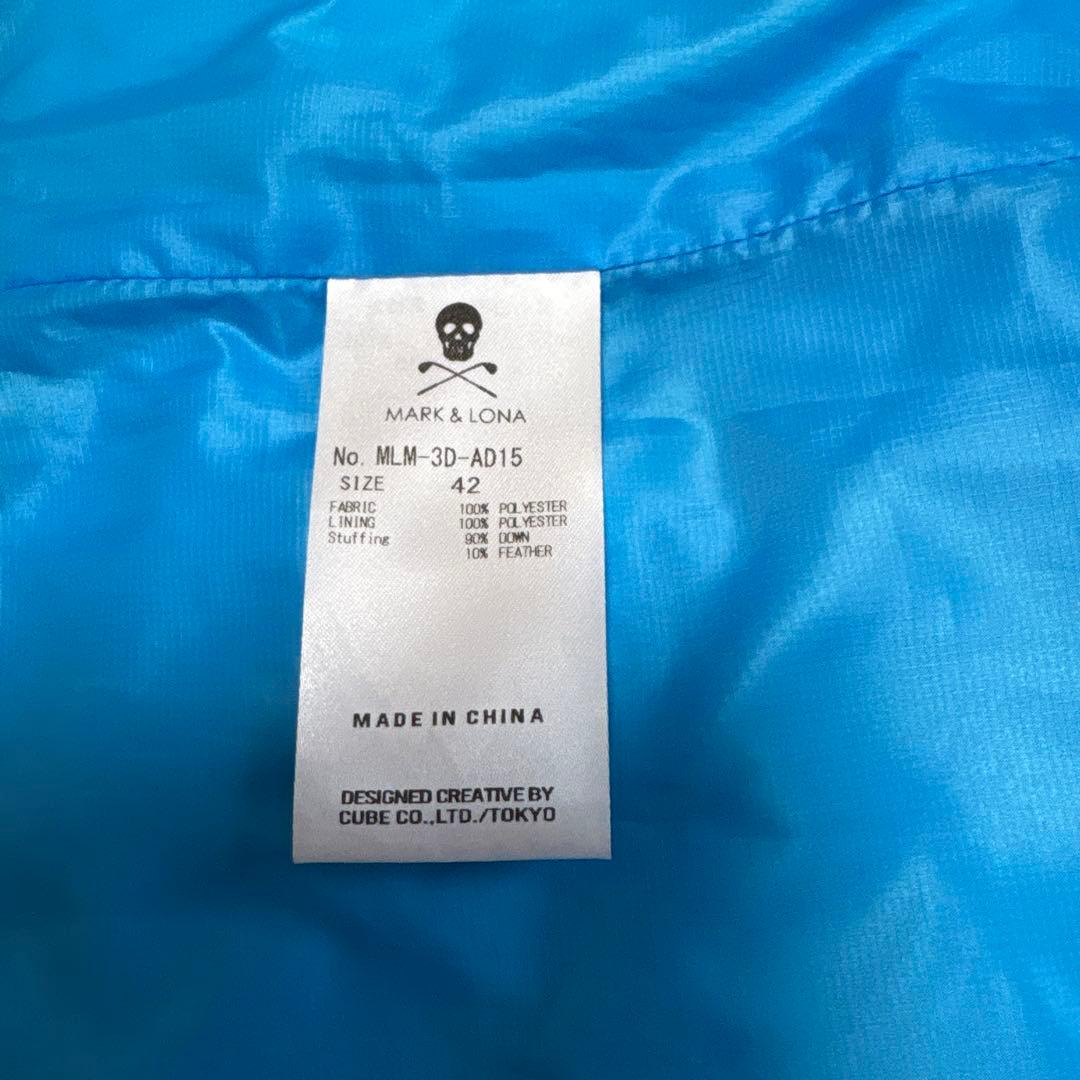 MARK & LONA
No. MLM-3D-AD15
SIZE 42
FABRIC 100% POLYESTER
LINING 100% POLYESTER
Stuffing 90% DOWN
10% FEATHER
MADE IN CHINA
DESIGNED CREATIVE BY
CUBE CO.,LTD./TOKYO